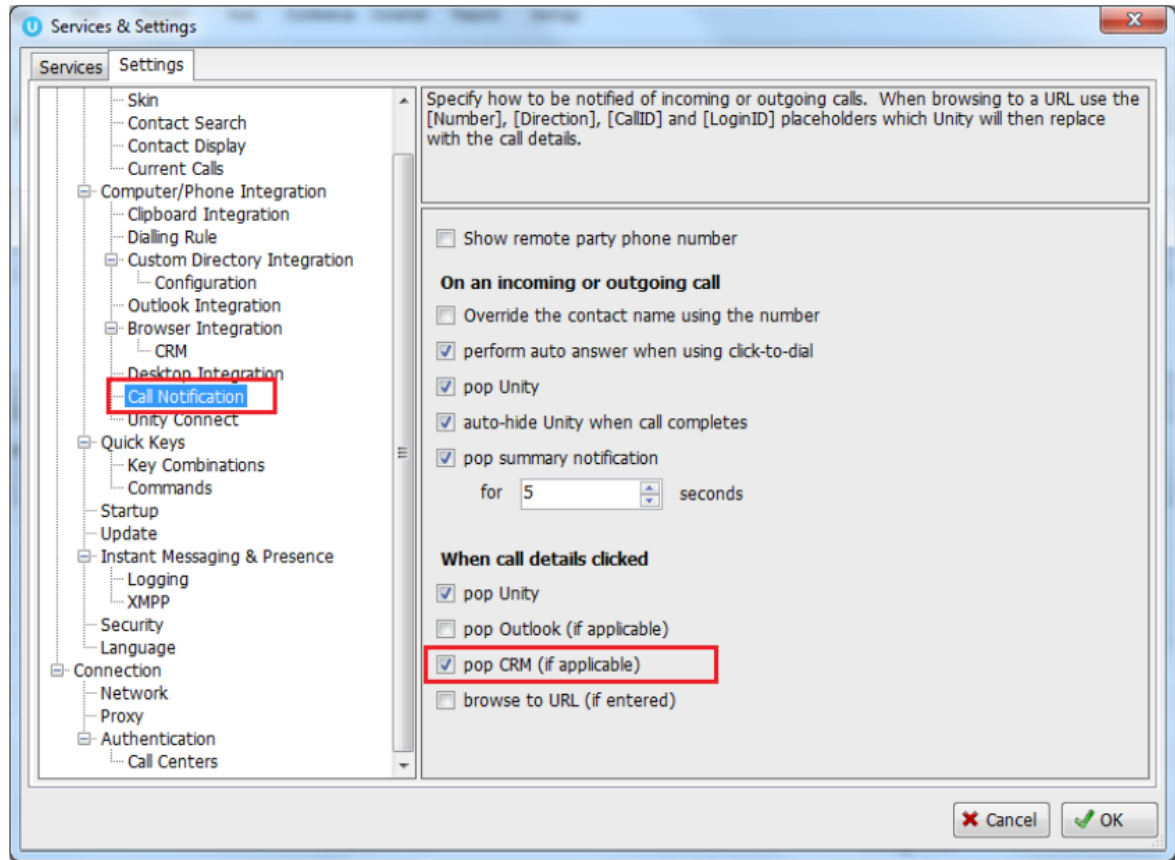 Services & Settings
Services
Settings
Skin
Contact Search
Contact Display
Current Calls
Computer/Phone Integration
Clipboard Integration
Dialling Rule
Custom Directory Integration
Configuration
Outlook Integration
Browser Integration
CRM
Desktop Integration
Call Notification
Unity Connect
Quick Keys
Key Combinations
Commands
Startup
Update
Instant Messaging & Presence
Logging
XMPP
Security
Language
Connection
Network
Proxy
Authentication
Call Centers
Specify how to be notified of incoming or outgoing calls.  When browsing to a URL use the
[Number], [Direction], [CallID] and [LoginID] placeholders which Unity will then replace
with the call details.
Show remote party phone number
On an incoming or outgoing call
Override the contact name using the number
perform auto answer when using click-to-dial
pop Unity
auto-hide Unity when call completes
pop summary notification
for 5 seconds
When call details clicked
pop Unity
pop Outlook (if applicable)
pop CRM (if applicable)
browse to URL (if entered)
Cancel
OK